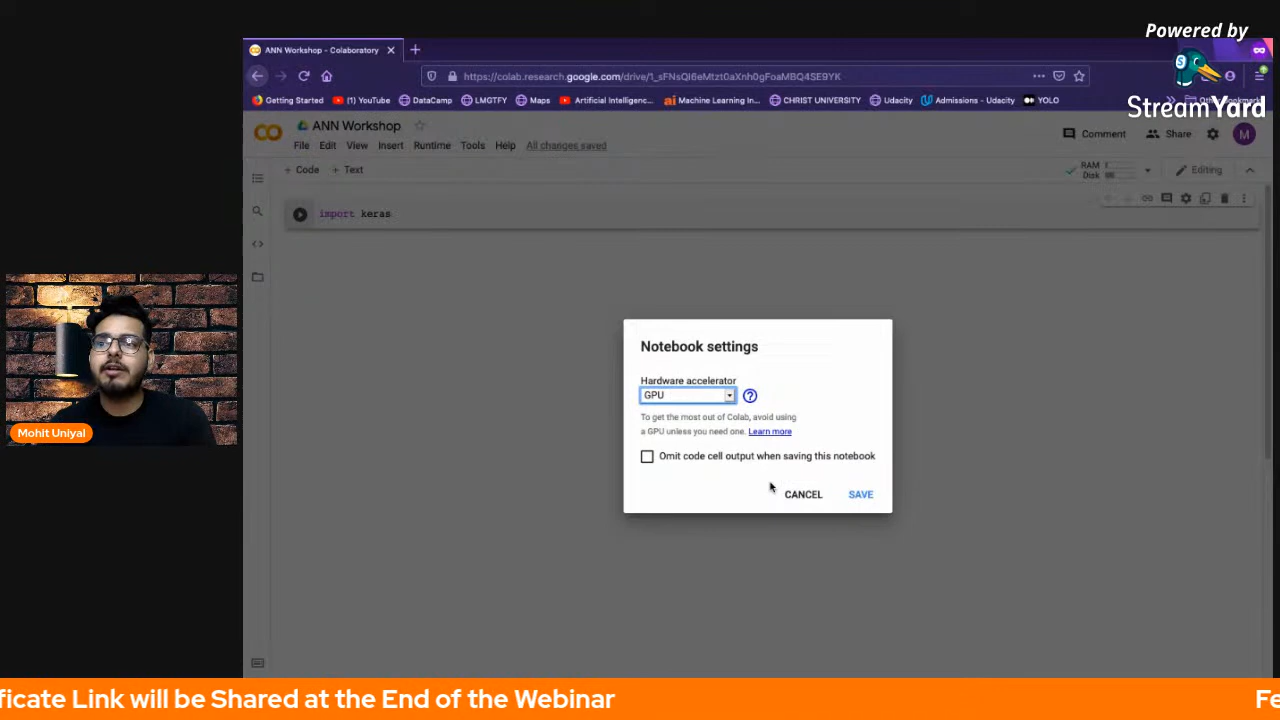 Powered by
StreamYard
ANN Workshop - Colaboratory
https://colab.research.google.com/drive/1_sFNsQI6eMtzt0aXnh0gFoaMBQ4SE9YK
Getting Started
(1) YouTube
DataCamp
LMGTFY
Maps
Artificial Intelligenc...
Machine Learning In...
CHRIST UNIVERSITY
Udacity
Admissions - Udacity
YOLO
ANN Workshop
Comment
Share
M
File Edit View Insert Runtime Tools Help All changes saved
+ Code + Text
RAM
Disk
Editing
import keras
Notebook settings
Hardware accelerator
GPU
To get the most out of Colab, avoid using
a GPU unless you need one. Learn more
Omit code cell output when saving this notebook
CANCEL SAVE
Mohit Uniyal
ficate Link will be Shared at the End of the Webinar
Fe